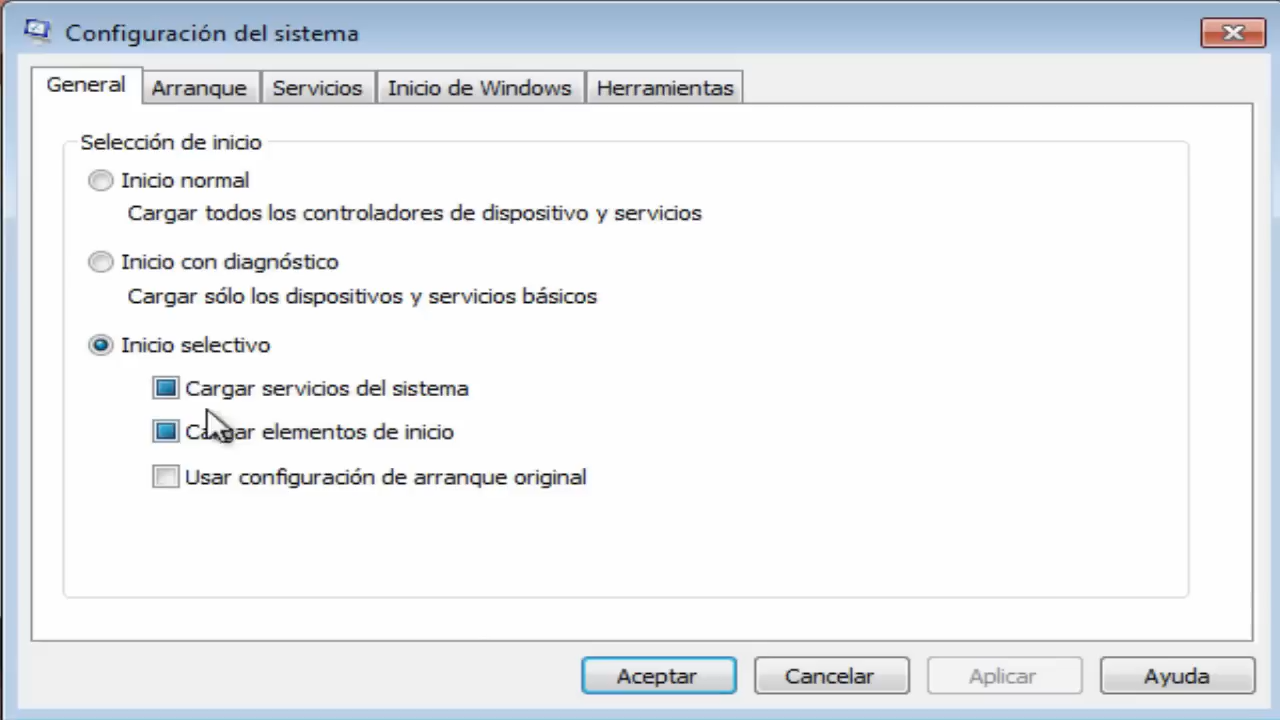 Configuración del sistema
General Arranque Servicios Inicio de Windows Herramientas
Selección de inicio
Inicio normal
Cargar todos los controladores de dispositivo y servicios
Inicio con diagnóstico
Cargar sólo los dispositivos y servicios básicos
Inicio selectivo
Cargar servicios del sistema
Cargar elementos de inicio
Usar configuración de arranque original
Aceptar Cancelar Aplicar Ayuda